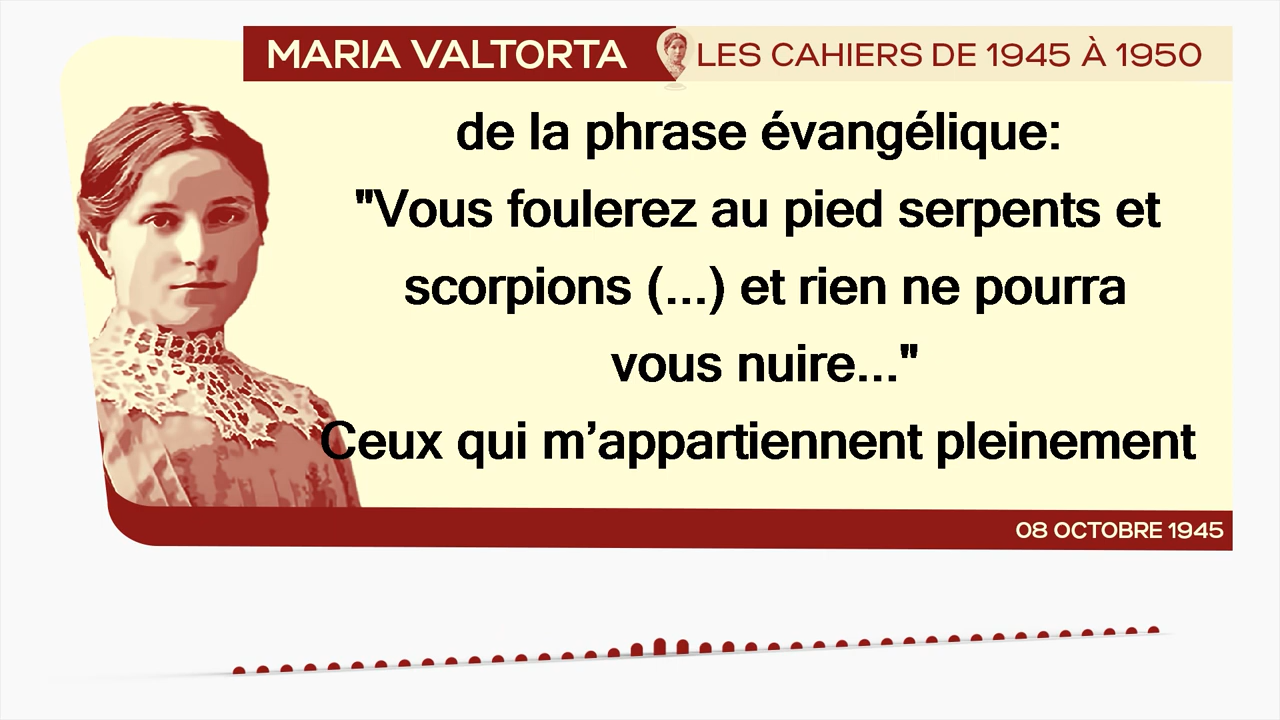 MARIA VALTORTA LES CAHIERS DE 1945 À 1950
de la phrase évangélique:
"Vous foulerez au pied serpents et
scorpions (...) et rien ne pourra
vous nuire..."
Ceux qui m’appartiennent pleinement
08 OCTOBRE 1945